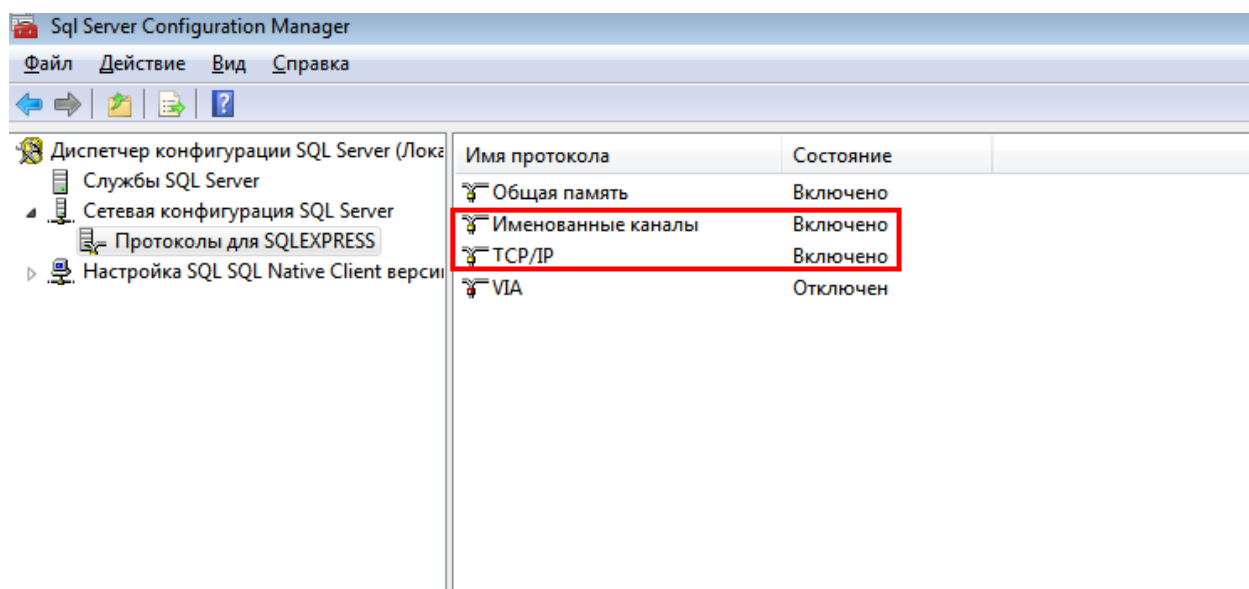 Sql Server Configuration Manager
Файл Действие Вид Справка
Диспетчер конфигурации SQL Server (Лока
Службы SQL Server
Сетевая конфигурация SQL Server
Протоколы для SQLEXPRESS
Настройка SQL SQL Native Client верси
Имя протокола Состояние
Общая память Включено
Именованные каналы Включено
TCP/IP Включено
VIA Отключен